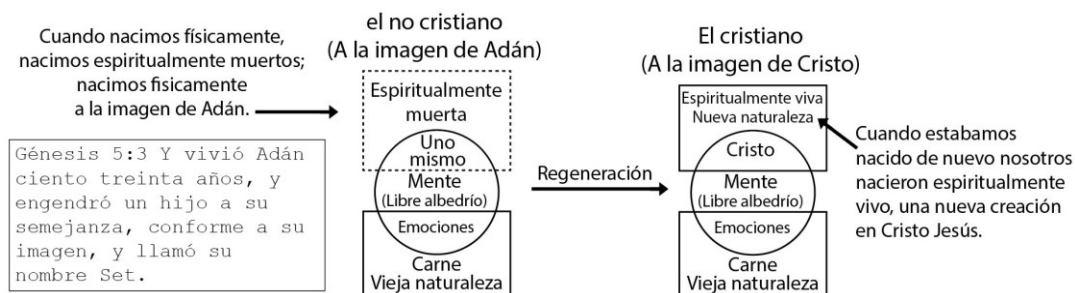 Cuando nacimos físicamente,
nacimos espiritualmente muertos;
nacimos fisicamente
a la imagen de Adán.
Génesis 5:3 Y vivió Adán
ciento treinta años, y
engendró un hijo a su
semejanza, conforme a su
imagen, y llamó su
nombre Set.
el no cristiano
(A la imagen de Adán)
Espiritualmente
muerta
Uno
mismo
Mente
(Libre albedrío)
Emociones
Carne
Vieja naturaleza
Regeneración
El cristiano
(A la imagen de Cristo)
Espiritualmente viva
Nueva naturaleza
Cristo
Mente
(Libre albedrío)
Emociones
Carne
Vieja naturaleza
Cuando estabamos
nacido de nuevo nosotros
nacieron espiritualmente
vivo, una nueva creación
en Cristo Jesús.